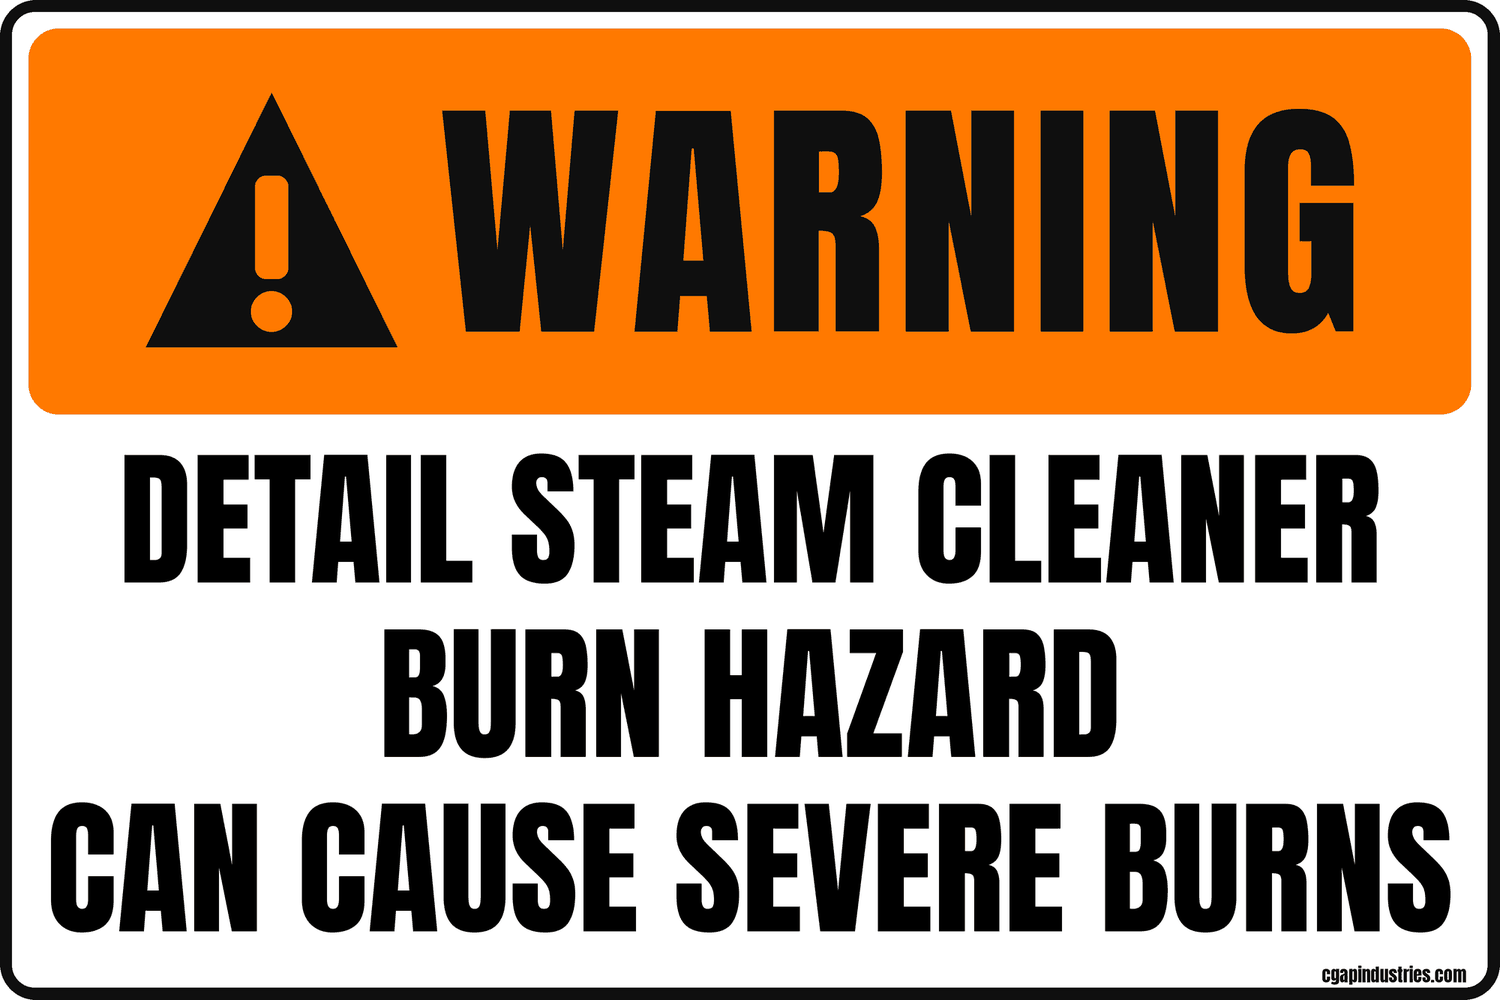 WARNING
DETAIL STEAM CLEANER
BURN HAZARD
CAN CAUSE SEVERE BURNS
cgapindustries.com